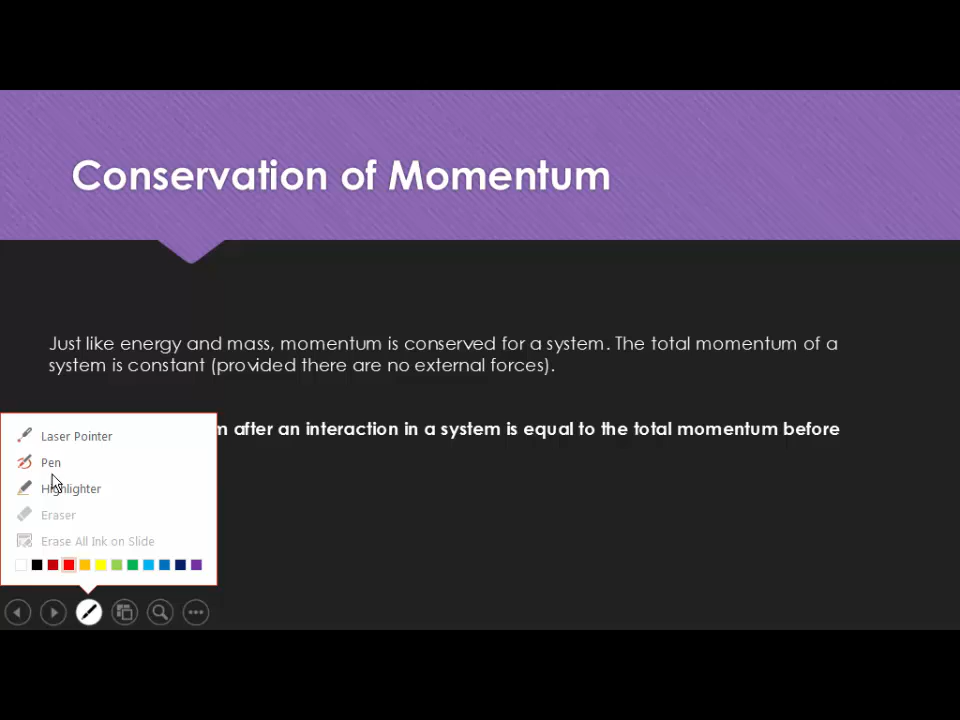 Conservation of Momentum
Just like energy and mass, momentum is conserved for a system. The total momentum of a
system is constant (provided there are no external forces).
after an interaction in a system is equal to the total momentum before
Laser Pointer
Pen
Highlighter
Eraser
Erase All Ink on Slide